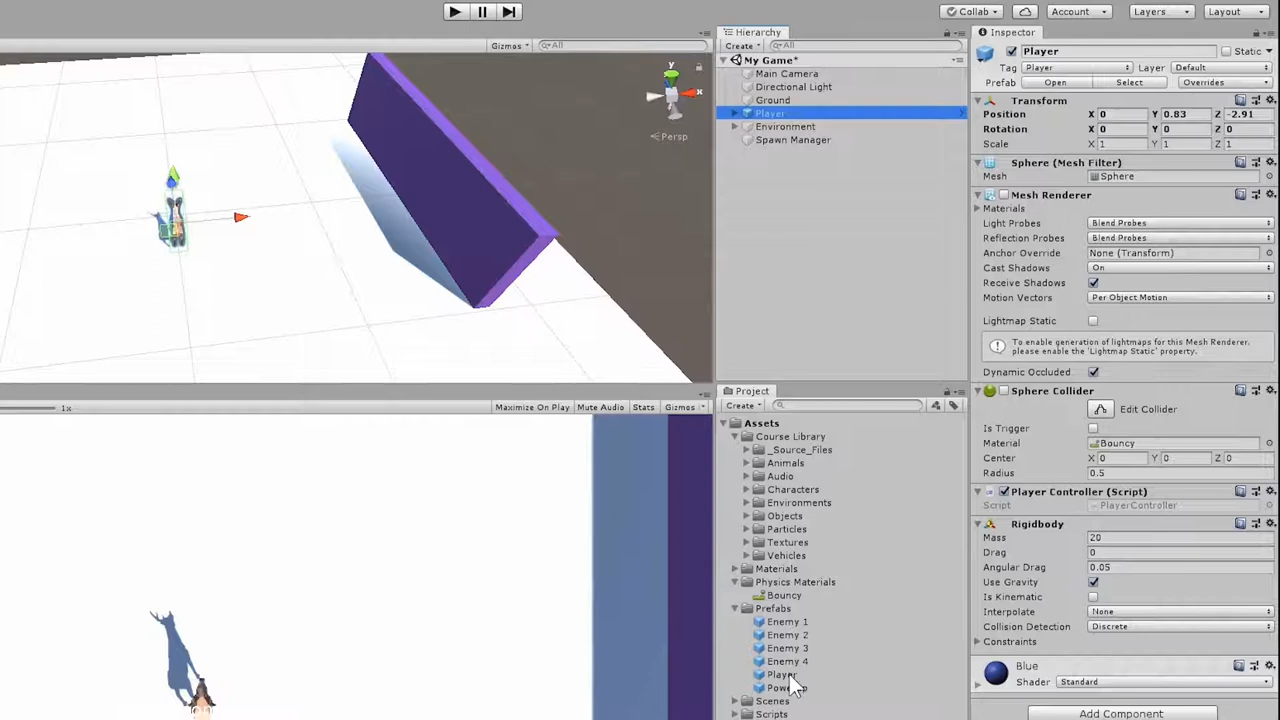 Collab
Account
Layers
Layout
Hierarchy
Inspector
Gizmos
All
Create
All
Player
Static
My Game*
Tag Player Layer Default
Main Camera
Prefab Open Select Overrides
Directional Light
Ground
Transform
Player
Position X 0 Y 0.83 Z -2.91
Environment
Rotation X 0 Y 0 Z 0
Spawn Manager
Scale X 1 Y 1 Z 1
y
x
Persp
Sphere (Mesh Filter)
Mesh Sphere
Mesh Renderer
Materials
Light Probes Blend Probes
Reflection Probes Blend Probes
Anchor Override None (Transform)
Cast Shadows On
Receive Shadows
Motion Vectors Per Object Motion
Lightmap Static
To enable generation of lightmaps for this Mesh Renderer,
please enable the 'Lightmap Static' property.
Dynamic Occluded
Sphere Collider
Edit Collider
Is Trigger
Material Bouncy
Center X 0 Y 0 Z 0
Radius 0.5
Player Controller (Script)
Script PlayerController
Rigidbody
Mass 20
Drag 0
Angular Drag 0.05
Use Gravity
Is Kinematic
Interpolate None
Collision Detection Discrete
Constraints
Blue
Shader Standard
Add Component
1x
Maximize On Play Mute Audio Stats Gizmos
Project
Create
Assets
Course Library
_Source_Files
Animals
Audio
Characters
Environments
Objects
Particles
Textures
Vehicles
Materials
Physics Materials
Bouncy
Prefabs
Enemy 1
Enemy 2
Enemy 3
Enemy 4
Player
Scenes
Scripts